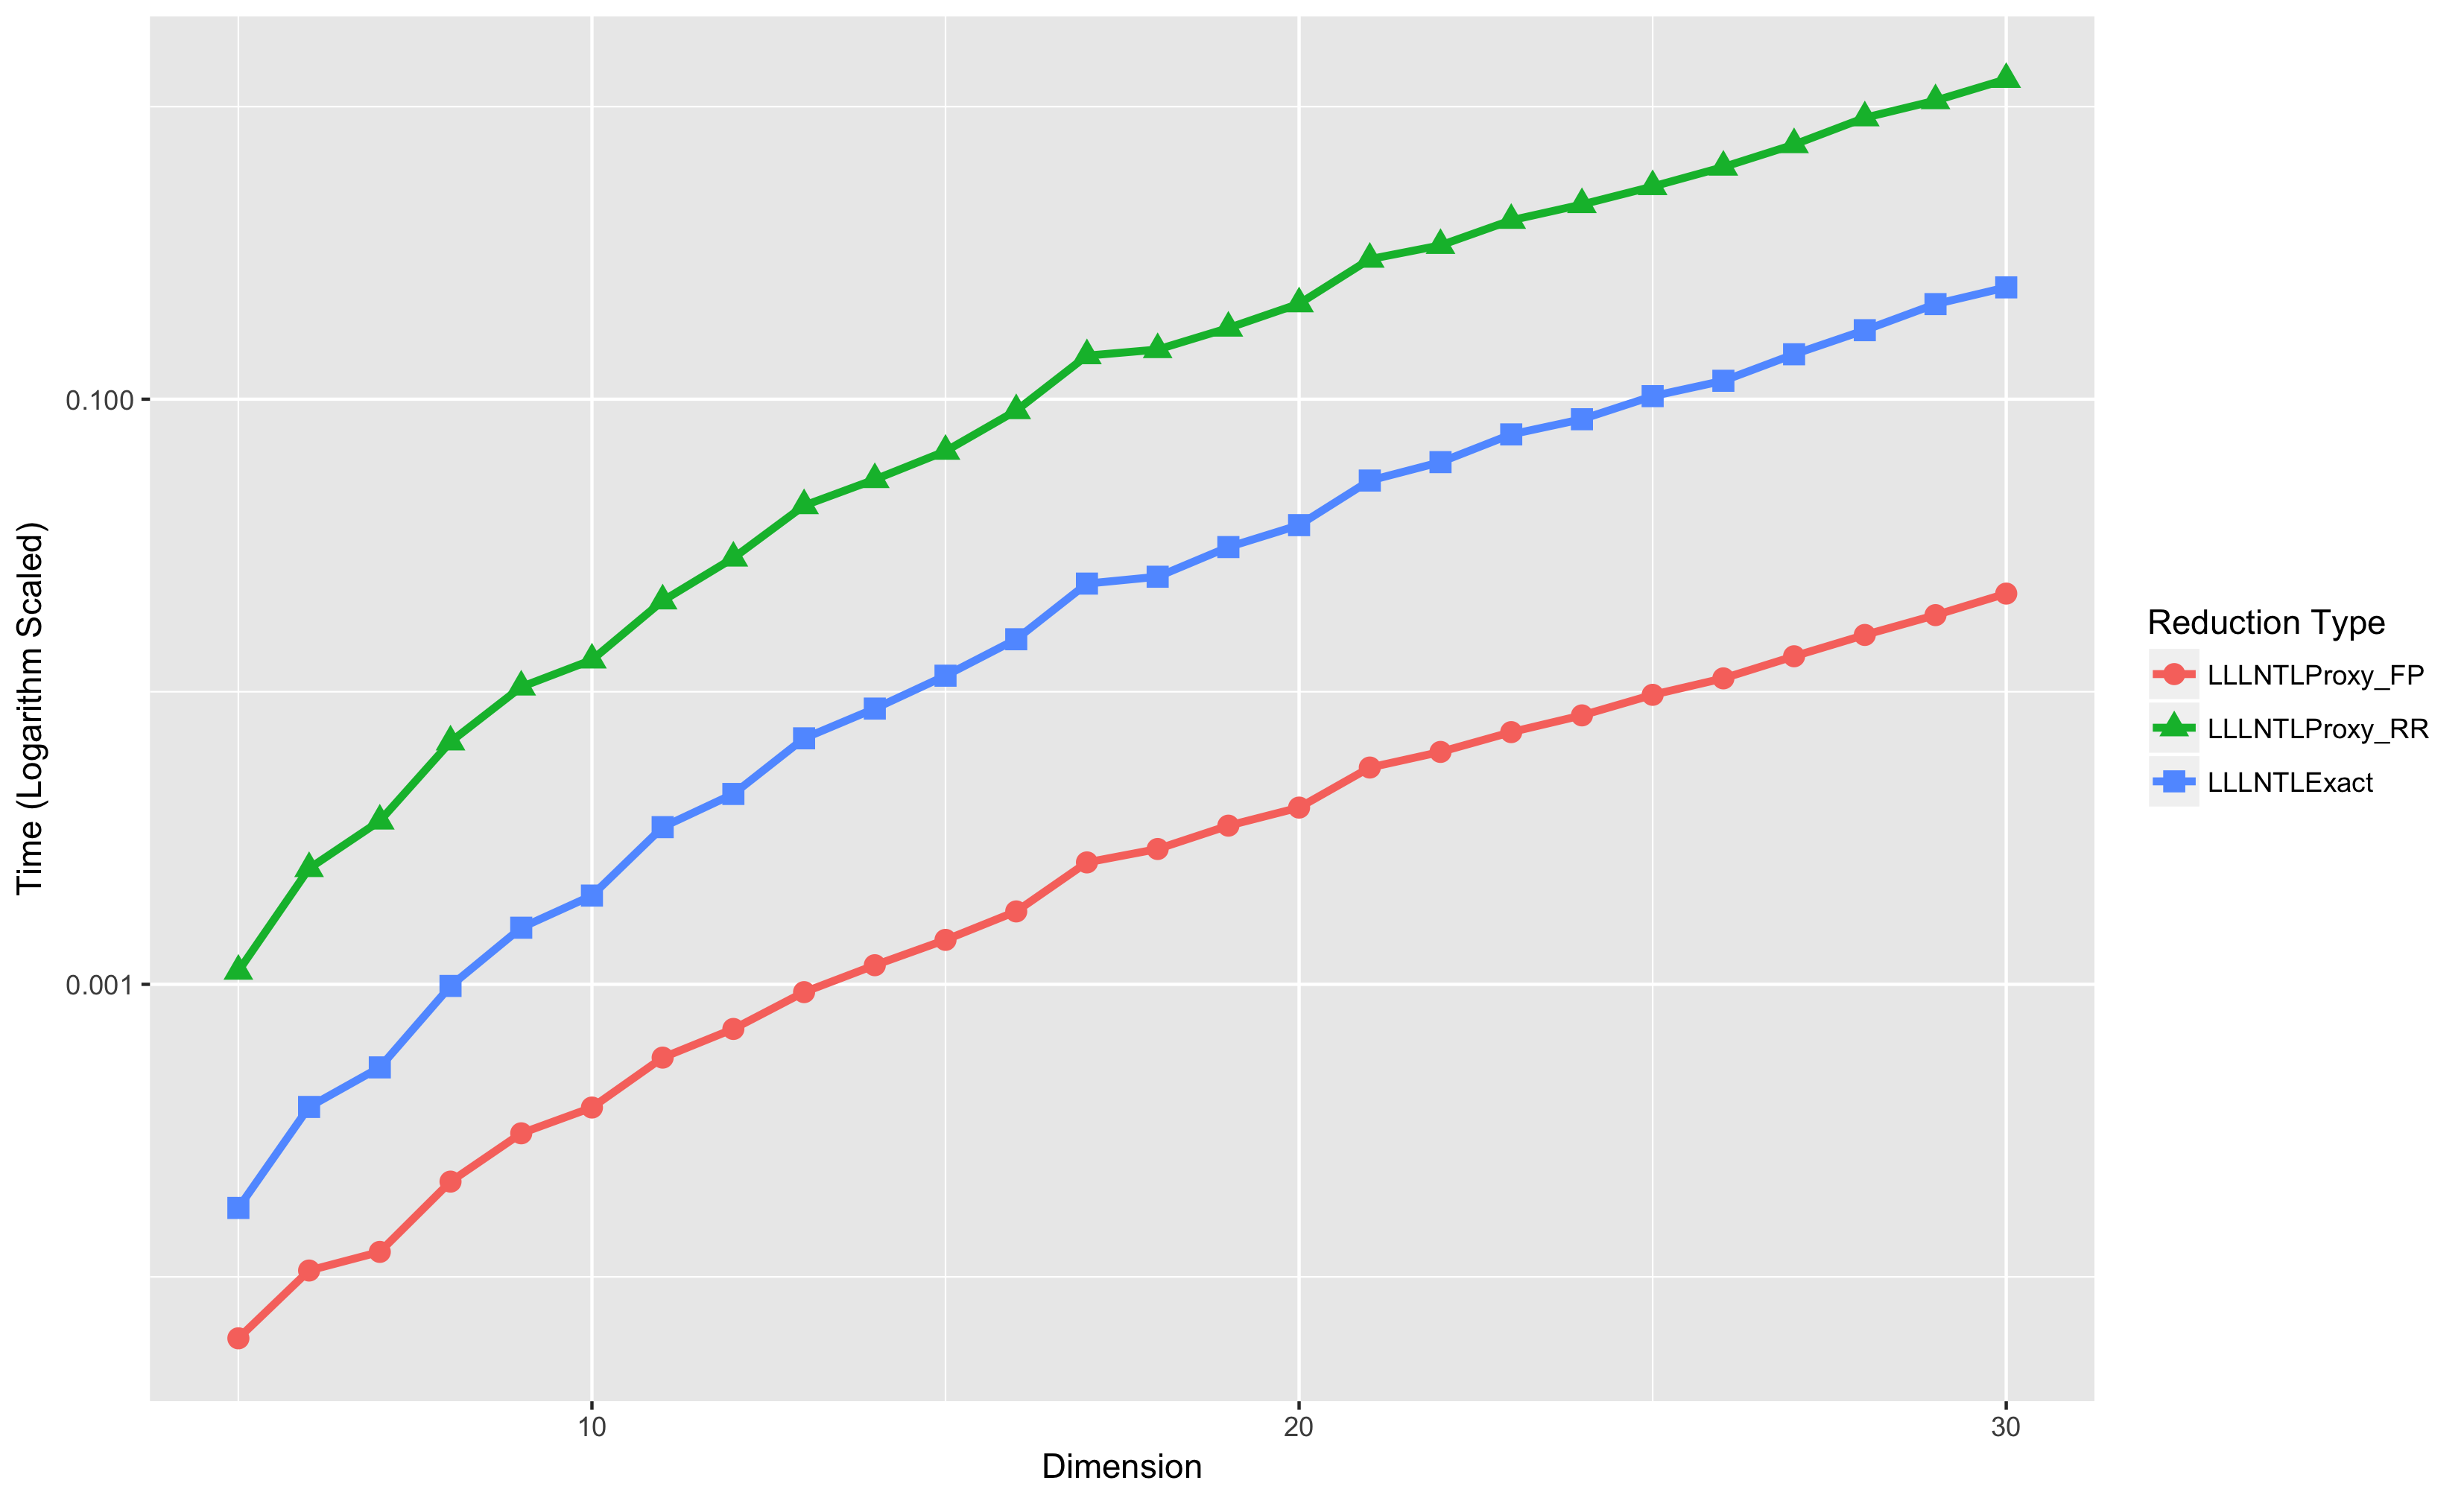 Time (Logarithm Scaled)
0.100
0.001
10
20
30
Dimension
Reduction Type
LLLNTLProxy_FP
LLLNTLProxy_RR
LLLNTLExact